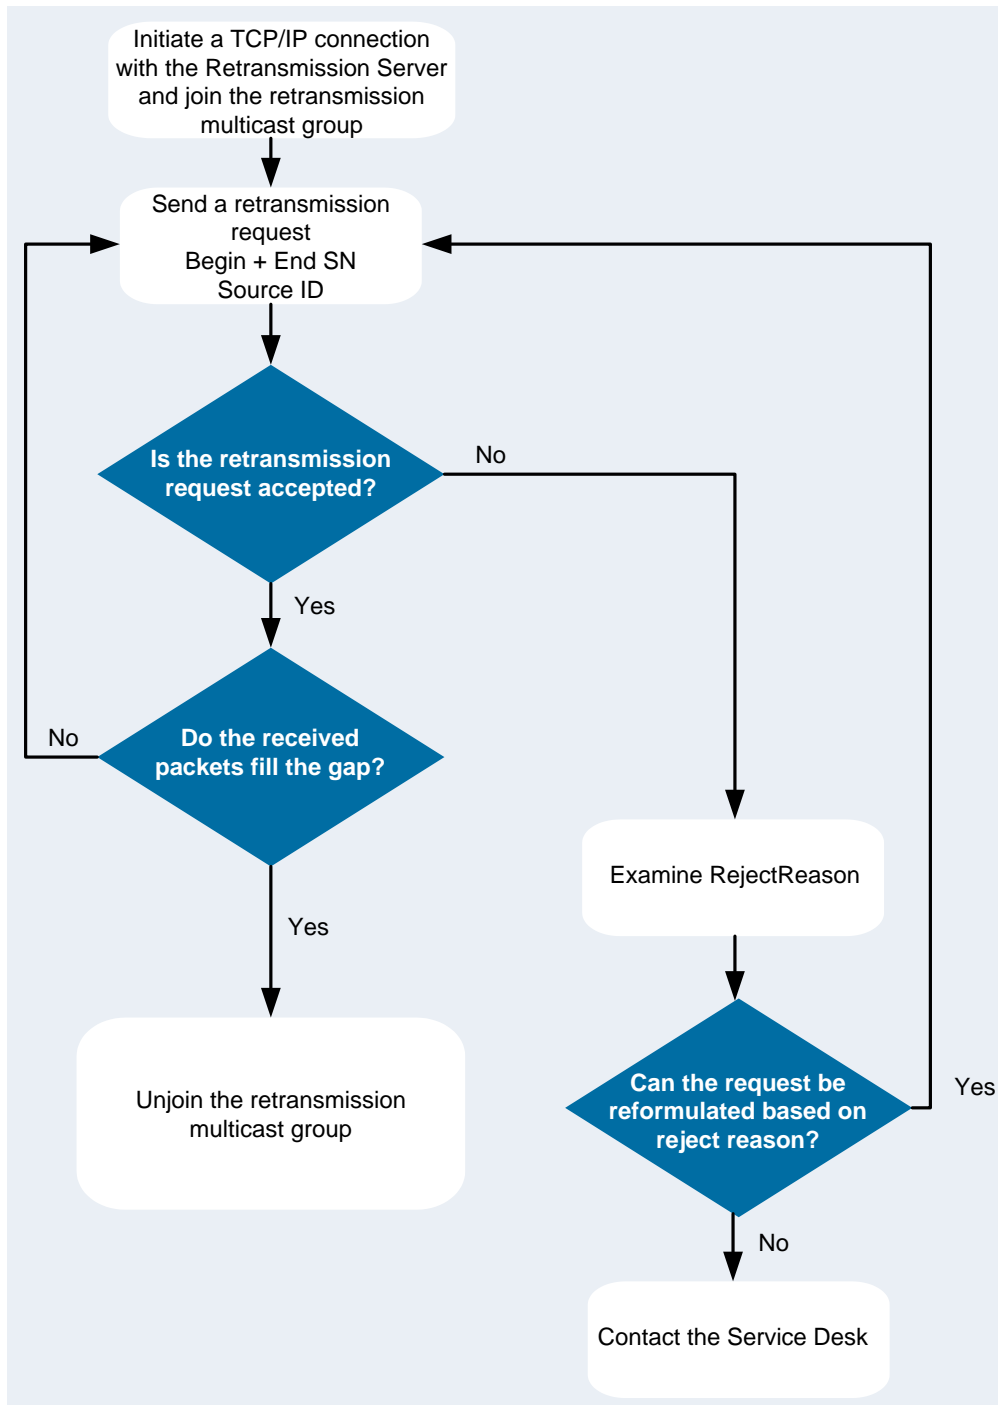 Initiate a TCP/IP connection
with the Retransmission Server
and join the retransmission
multicast group
Send a retransmission
request
Begin + End SN
Source ID
Is the retransmission
request accepted?
No
Yes
Do the received
packets fill the gap?
No
Yes
Examine RejectReason
Unjoin the retransmission
multicast group
Can the request be
reformulated based on
reject reason?
Yes
No
Contact the Service Desk